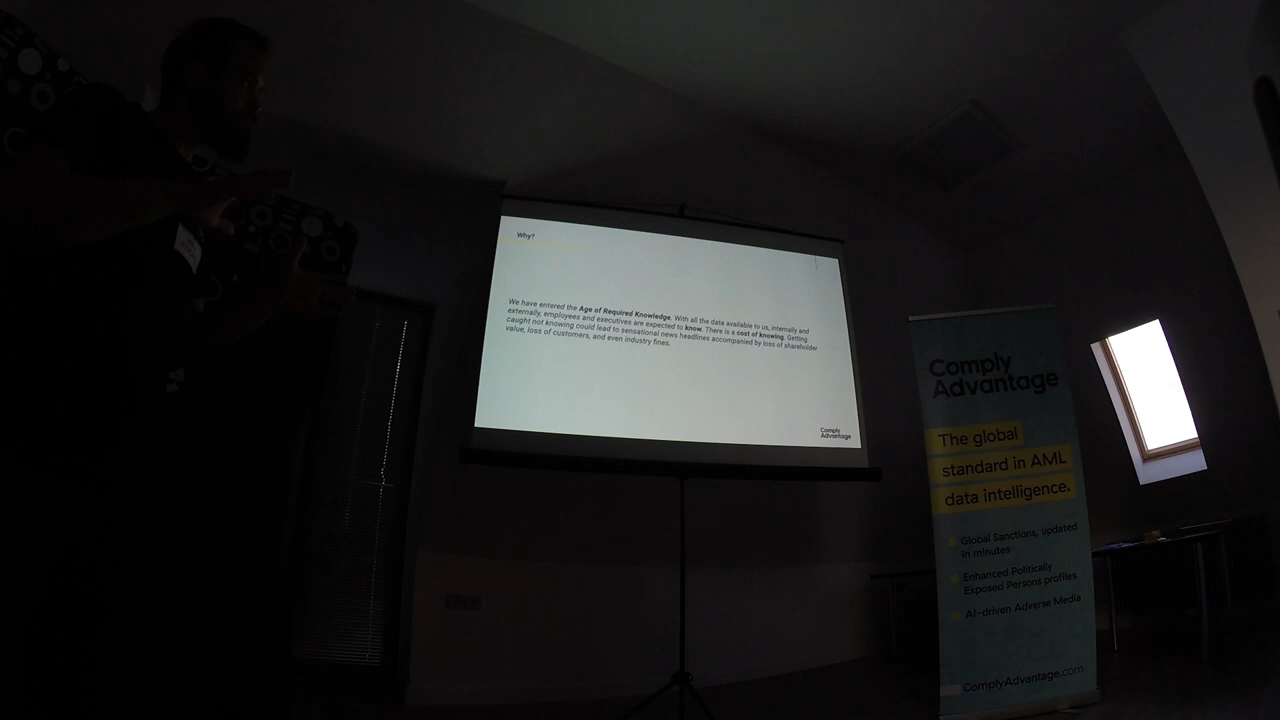 Why?
We have entered the Age of Required Knowledge. With all the data available to us, internally and
externally, employees and executives are expected to know. There is a cost of knowing. Getting
caught not knowing could lead to sensational news headlines accompanied by loss of shareholder
value, loss of customers, and even industry fines.
Comply
Advantage
Comply
Advantage
The global
standard in AML
data intelligence.
Global Sanctions, updated
in minutes
Enhanced Politically
Exposed Persons profiles
AI-driven Adverse Media
ComplyAdvantage.com